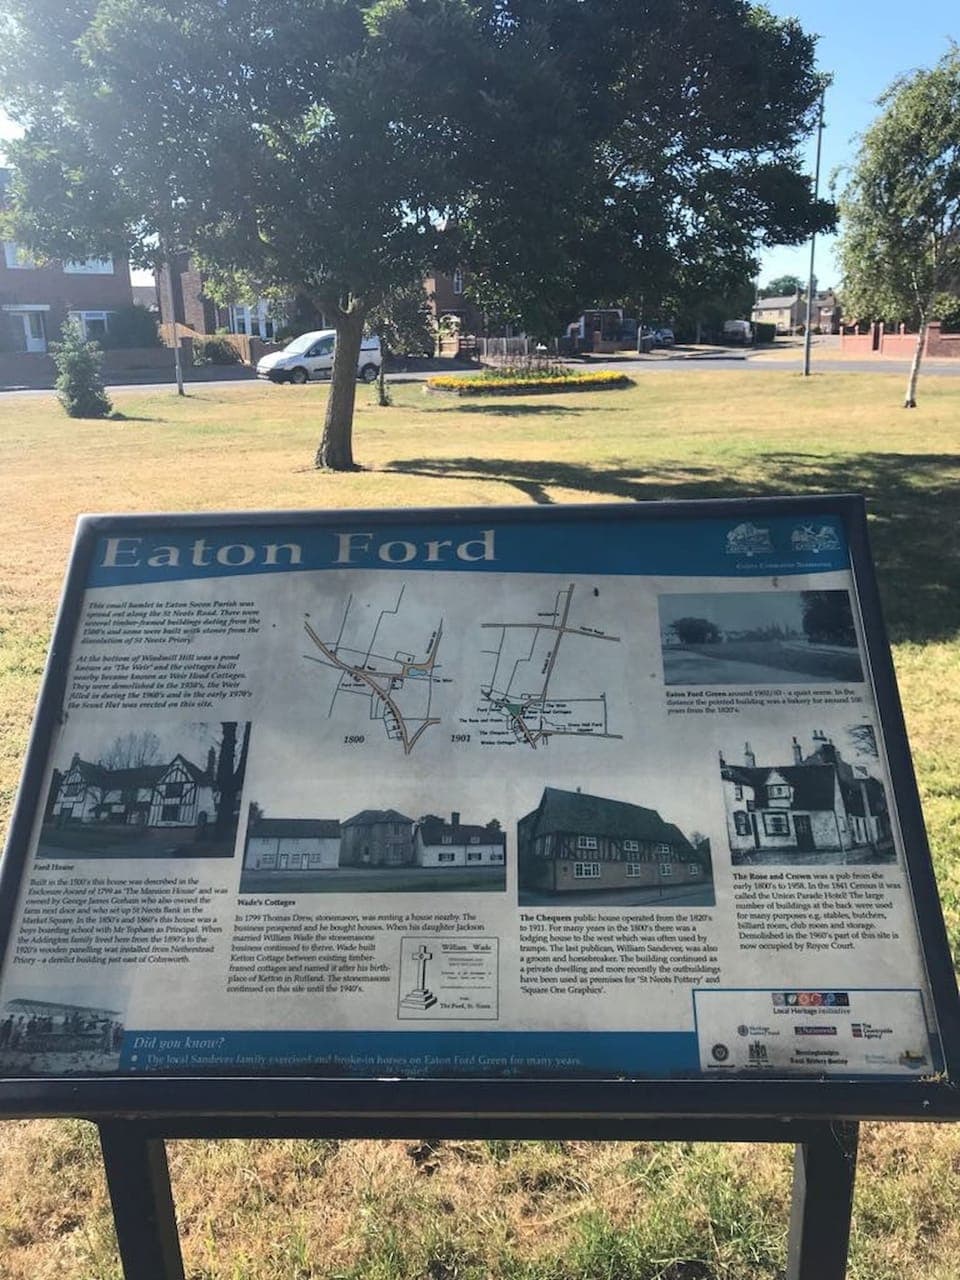 Eaton Ford
This small hamlet in Eaton Socon Parish was
spread out along the St Neots Road. There were
several timber-framed buildings dating from the
1500's and some were built with stones from the
dissolution of St Neots Priory.
At the bottom of Windmill Hill was a pond
known as 'The Weir' and the cottages built
nearby became known as Weir Head Cottages.
They were demolished in the 1930's, the Weir
filled in during the 1960's and in the early 1970's
the Scout Hut was erected on this site.
1800
1901
Eaton Ford Green around 1902/03 - a quiet scene. In the
distance the pointed building was a bakery for around 100
years from the 1820's.
Ford House
Built in the 1500's this house was described in the
Enclosure Award of 1799 as 'The Mansion House' and was
owned by George James Gorham who also owned the
farm next door and who set up St Neots Bank in the
Market Square. In the 1850's and 1860's this house was a
boys boarding school with Mr Topham as Principal. When
the Addington family lived here from the 1890's to the
1920's wooden panelling was installed from Netherstead
Priory - a derelict building just east of Colmworth.
Wade's Cottages
In 1799 Thomas Drew, stonemason, was renting a house nearby. The
business prospered and he bought houses. When his daughter Jackson
married William Wade the stonemasons
business continued to thrive. Wade built
Ketton Cottage between existing timber-
framed cottages and named it after his birth-
place of Ketton in Rutland. The stonemasons
continued on this site until the 1940's.
William Wade
The Ford, St. Neots
The Chequers public house operated from the 1820's
to 1911. For many years in the 1800's there was a
lodging house to the west which was often used by
tramps. The last publican, William Sandever, was also
a groom and horsebreaker. The building continued as
a private dwelling and more recently the outbuildings
have been used as premises for 'St Neots Pottery' and
'Square One Graphics'.
The Rose and Crown was a pub from the
early 1800's to 1958. In the 1841 Census it was
called the Union Parade Hotel! The large
number of buildings at the back were used
for many purposes e.g. stables, butchers,
billiard room, club room and storage.
Demolished in the 1960's part of this site is
now occupied by Royce Court.
Did you know?
• The local Sandever family exercised and broke-in horses on Eaton Ford Green for many years.
Local Heritage initiative
Nationwide
The Countryside Agency